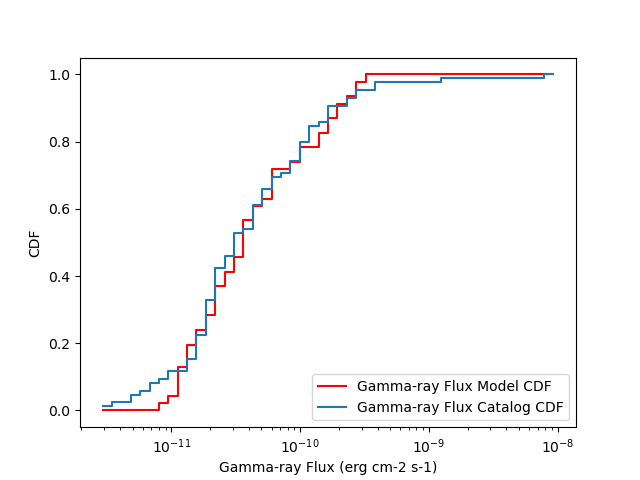 1.0
0.8
0.6
0.4
0.2
0.0
CDF
10⁻¹¹
10⁻¹⁰
10⁻⁹
10⁻⁸
Gamma-ray Flux (erg cm-2 s-1)
Gamma-ray Flux Model CDF
Gamma-ray Flux Catalog CDF